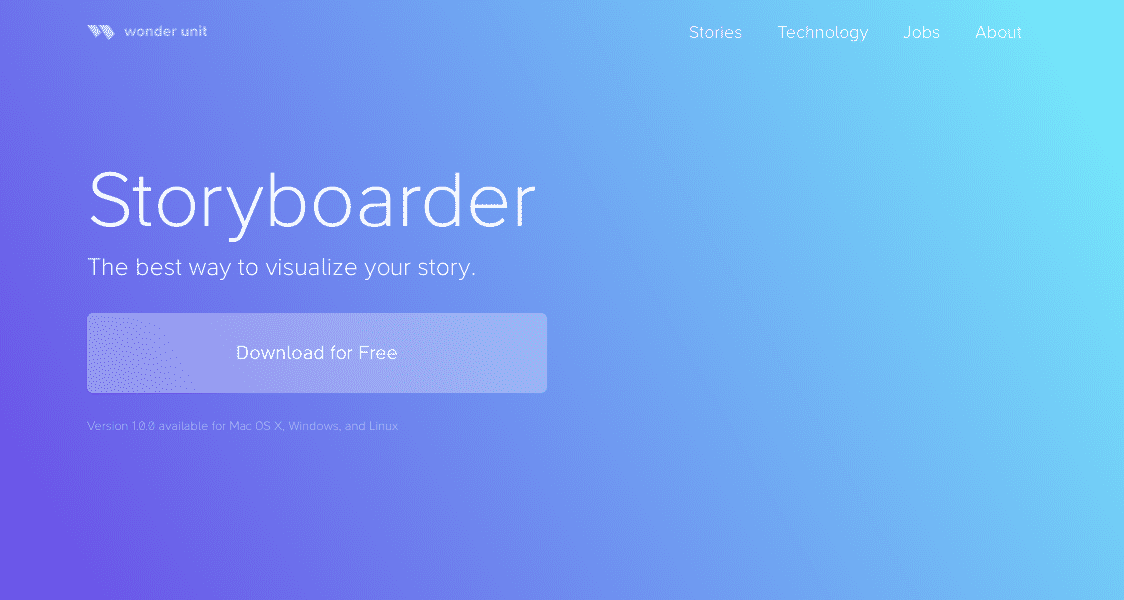 wonder unit
Stories Technology Jobs About
Storyboarder
The best way to visualize your story.
Download for Free
Version 1.0.0 available for Mac OS X, Windows, and Linux